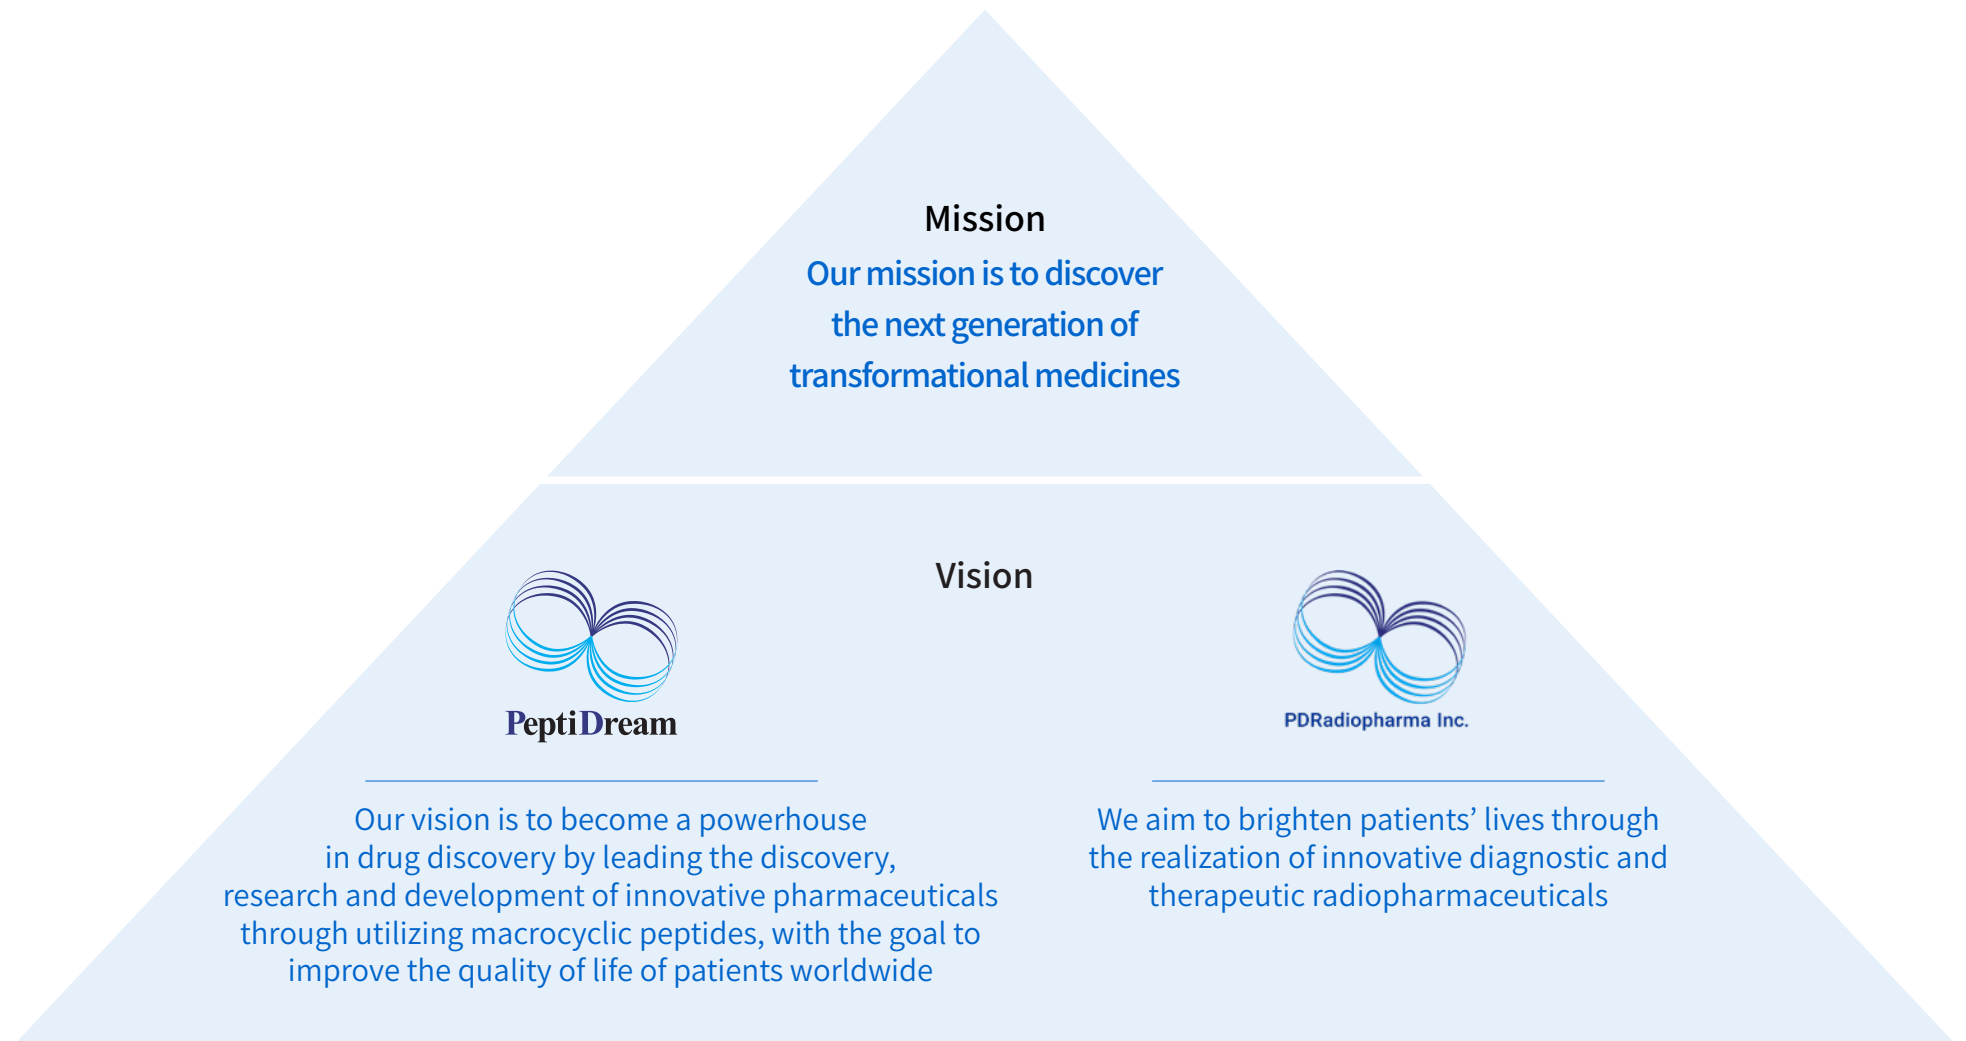 Mission
Our mission is to discover
the next generation of
transformational medicines
Vision
PeptiDream
Our vision is to become a powerhouse
in drug discovery by leading the discovery,
research and development of innovative pharmaceuticals
through utilizing macrocyclic peptides, with the goal to
improve the quality of life of patients worldwide
PDRadiopharma Inc.
We aim to brighten patients’ lives through
the realization of innovative diagnostic and
therapeutic radiopharmaceuticals